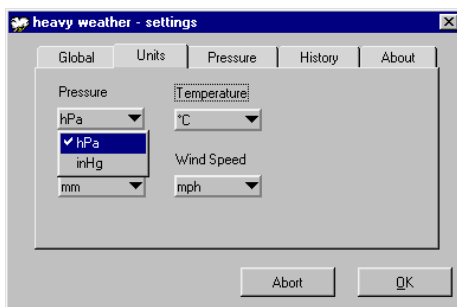 heavy weather - settings
Global Units Pressure History About
Pressure Temperature
hPa °C
hPa
inHg Wind Speed
mm mph
Abort OK